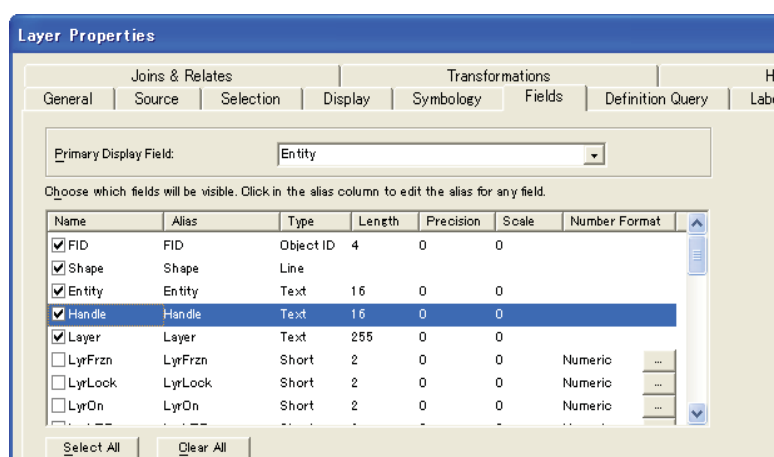 Layer Properties
Joins & Relates Transformations H
General Source Selection Display Symbology Fields Definition Query Labe
Primary Display Field: Entity
Choose which fields will be visible. Click in the alias column to edit the alias for any field.
Name Alias Type Length Precision Scale Number Format
FID FID Object ID 4 0 0
Shape Shape Line
Entity Entity Text 16 0 0
Handle Handle Text 16 0 0
Layer Layer Text 255 0 0
LyrFrzn LyrFrzn Short 2 0 0 Numeric ...
LyrLock LyrLock Short 2 0 0 Numeric ...
LyrOn LyrOn Short 2 0 0 Numeric ...
Select All Clear All